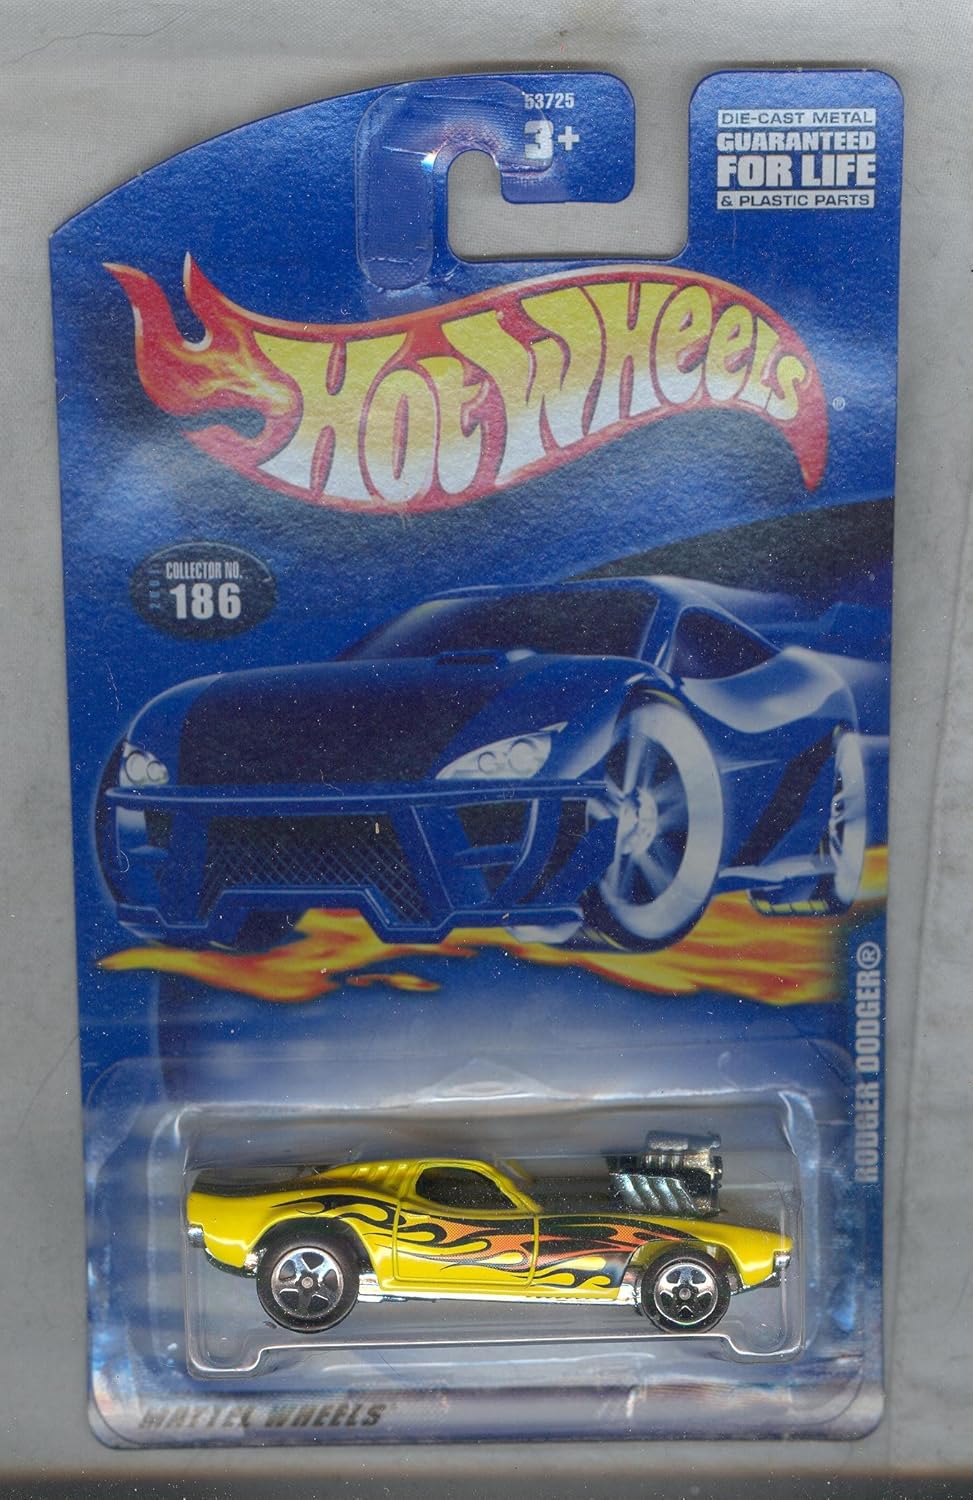 53725
3+
DIE-CAST METAL
GUARANTEED
FOR LIFE
& PLASTIC PARTS
HOT WHEELS®
2001
COLLECTOR NO.
186
RODGER DODGER®
MATTEL WHEELS